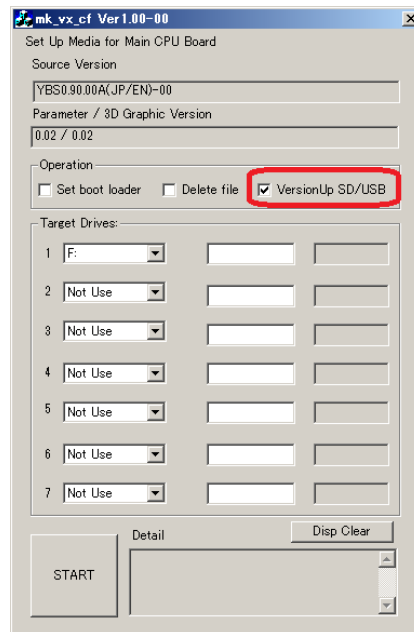 mk_vx_cf Ver1.00-00
Set Up Media for Main CPU Board
Source Version
YBS0.90.00A(JP/EN)-00
Parameter / 3D Graphic Version
0.02 / 0.02
Operation
Set boot loader Delete file VersionUp SD/USB
Target Drives:
1 F:
2 Not Use
3 Not Use
4 Not Use
5 Not Use
6 Not Use
7 Not Use
Detail Disp Clear
START